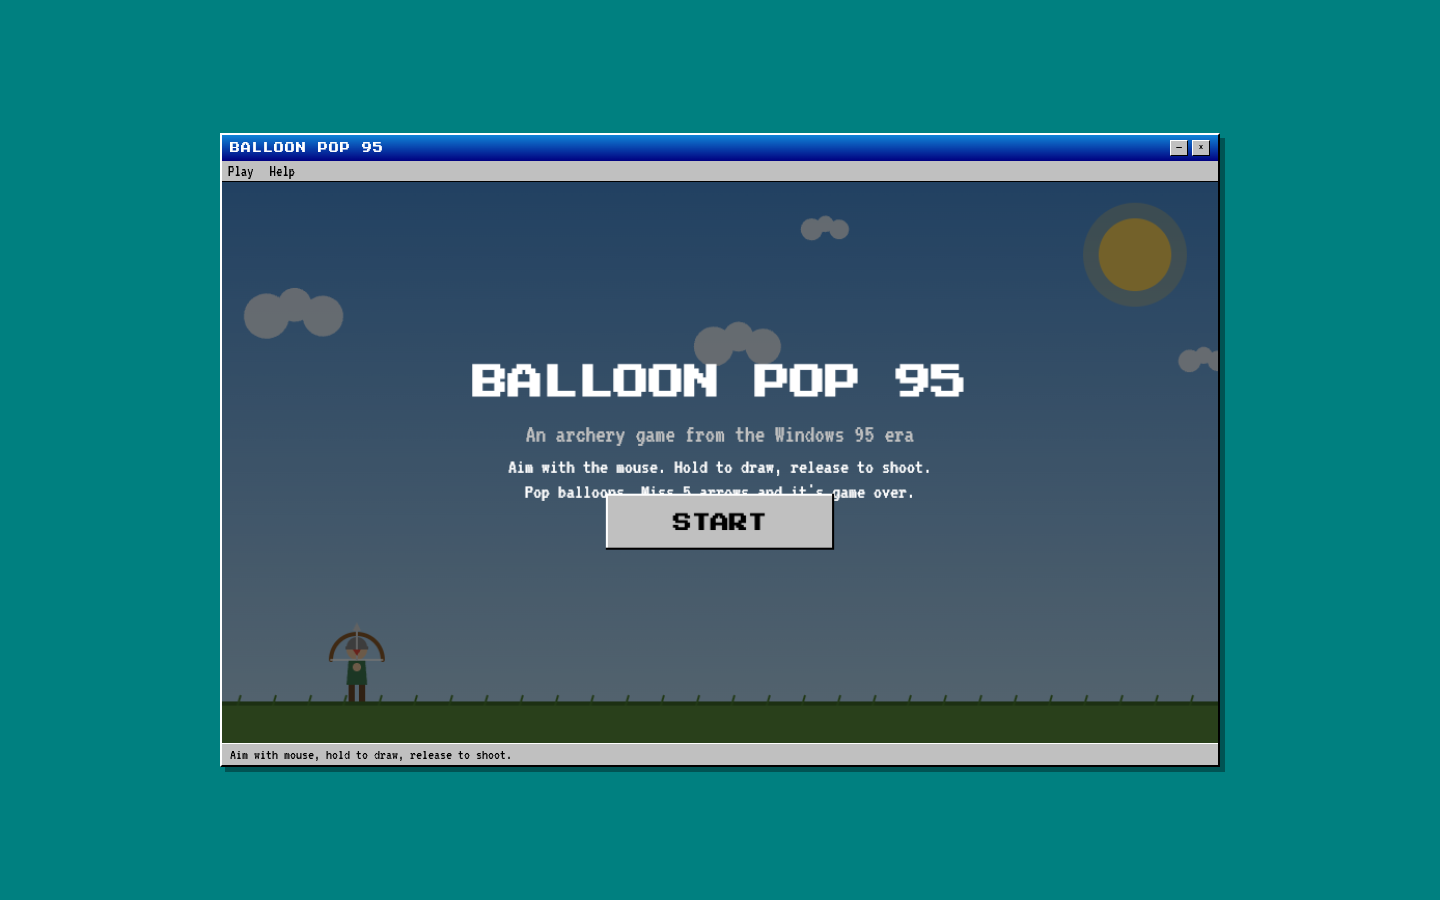 BALLOON POP 95
Play Help
BALLOON POP 95
An archery game from the Windows 95 era
Aim with the mouse. Hold to draw, release to shoot.
Pop balloons. Miss 5 arrows and it's game over.
START
Aim with mouse, hold to draw, release to shoot.